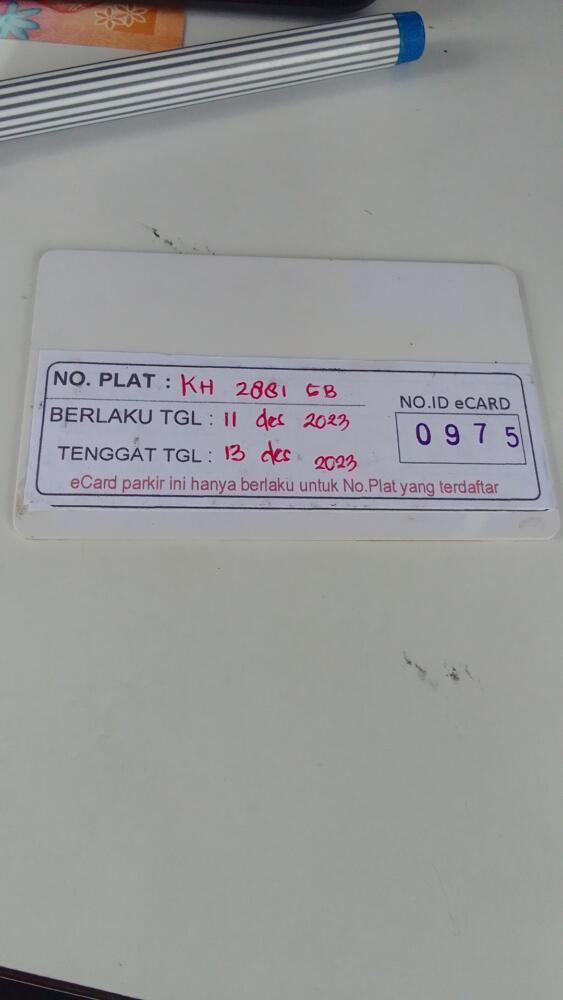 NO. PLAT : KH 2881 GB
BERLAKU TGL : 11 des 2023
TENGGAT TGL : 13 des 2023
NO.ID eCARD
0975
eCard parkir ini hanya berlaku untuk No.Plat yang terdaftar